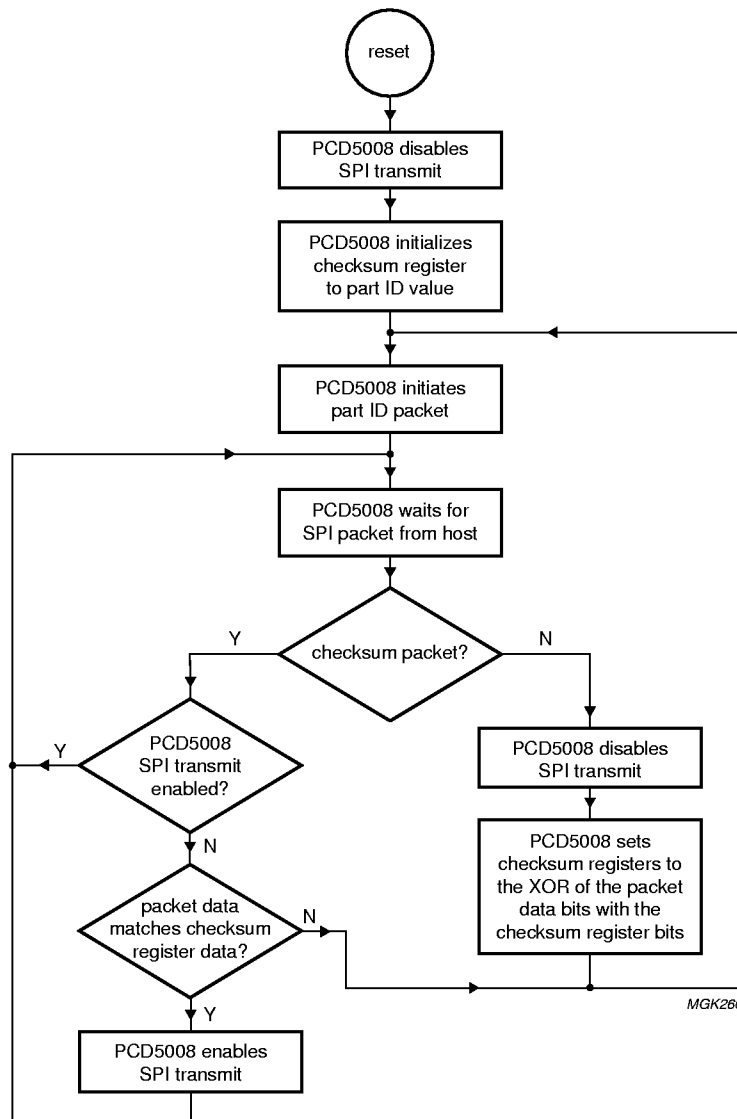 reset
PCD5008 disables
SPI transmit
PCD5008 initializes
checksum register
to part ID value
PCD5008 initiates
part ID packet
PCD5008 waits for
SPI packet from host
checksum packet?
Y
N
PCD5008
SPI transmit
enabled?
Y
N
PCD5008 disables
SPI transmit
PCD5008 sets
checksum registers to
the XOR of the packet
data bits with the
checksum register bits
packet data
matches checksum
register data?
N
Y
PCD5008 enables
SPI transmit